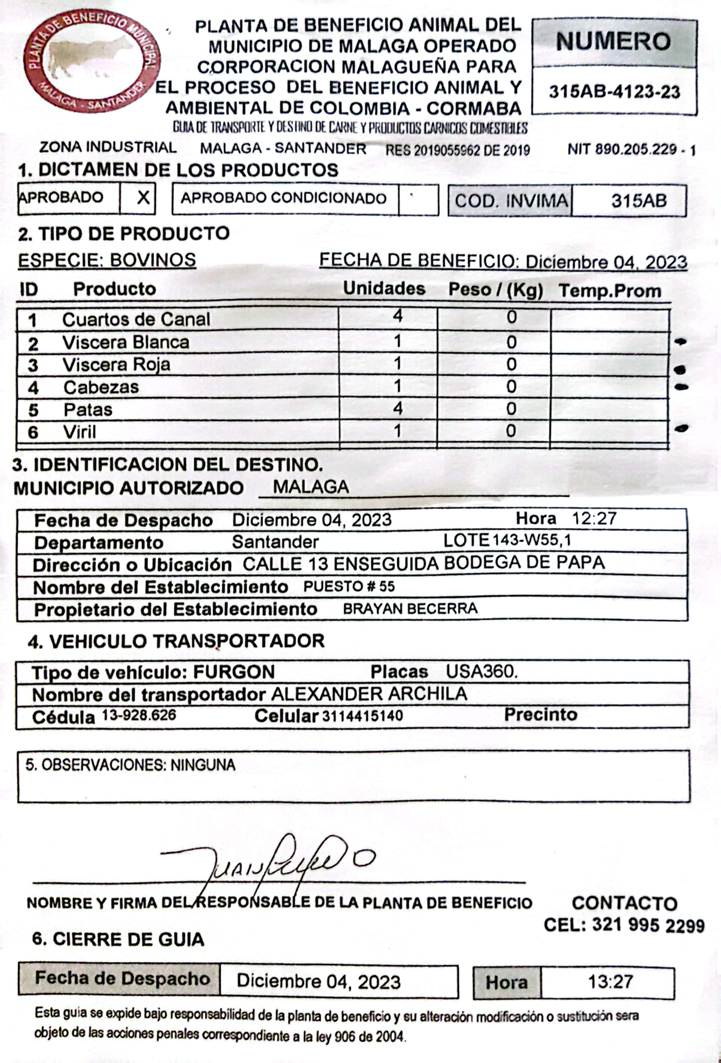 PLANTA DE BENEFICIO MUNICIPAL
MALAGA - SANTANDER
PLANTA DE BENEFICIO ANIMAL DEL
MUNICIPIO DE MALAGA OPERADO
CORPORACION MALAGUEÑA PARA
EL PROCESO DEL BENEFICIO ANIMAL Y
AMBIENTAL DE COLOMBIA - CORMABA
GUIA DE TRANSPORTE Y DESTINO DE CARNE Y PRODUCTOS CARNICOS COMESTIBLES
NUMERO
315AB-4123-23
ZONA INDUSTRIAL MALAGA - SANTANDER RES 2019055962 DE 2019 NIT 890.205.229 - 1
1. DICTAMEN DE LOS PRODUCTOS
APROBADO X APROBADO CONDICIONADO COD. INVIMA 315AB
2. TIPO DE PRODUCTO
ESPECIE: BOVINOS FECHA DE BENEFICIO: Diciembre 04, 2023
ID Producto Unidades Peso / (Kg) Temp.Prom
1 Cuartos de Canal 4 0
2 Viscera Blanca 1 0
3 Viscera Roja 1 0
4 Cabezas 1 0
5 Patas 4 0
6 Viril 1 0
3. IDENTIFICACION DEL DESTINO.
MUNICIPIO AUTORIZADO MALAGA
Fecha de Despacho Diciembre 04, 2023 Hora 12:27
Departamento Santander LOTE 143-W55,1
Dirección o Ubicación CALLE 13 ENSEGUIDA BODEGA DE PAPA
Nombre del Establecimiento PUESTO # 55
Propietario del Establecimiento BRAYAN BECERRA
4. VEHICULO TRANSPORTADOR
Tipo de vehículo: FURGON Placas USA360.
Nombre del transportador ALEXANDER ARCHILA
Cédula 13-928.626 Celular 3114415140 Precinto
5. OBSERVACIONES: NINGUNA
NOMBRE Y FIRMA DEL RESPONSABLE DE LA PLANTA DE BENEFICIO
CONTACTO
CEL: 321 995 2299
6. CIERRE DE GUIA
Fecha de Despacho Diciembre 04, 2023 Hora 13:27
Esta guia se expide bajo responsabilidad de la planta de beneficio y su alteración modificación o sustitución sera
objeto de las acciones penales correspondiente a la ley 906 de 2004.